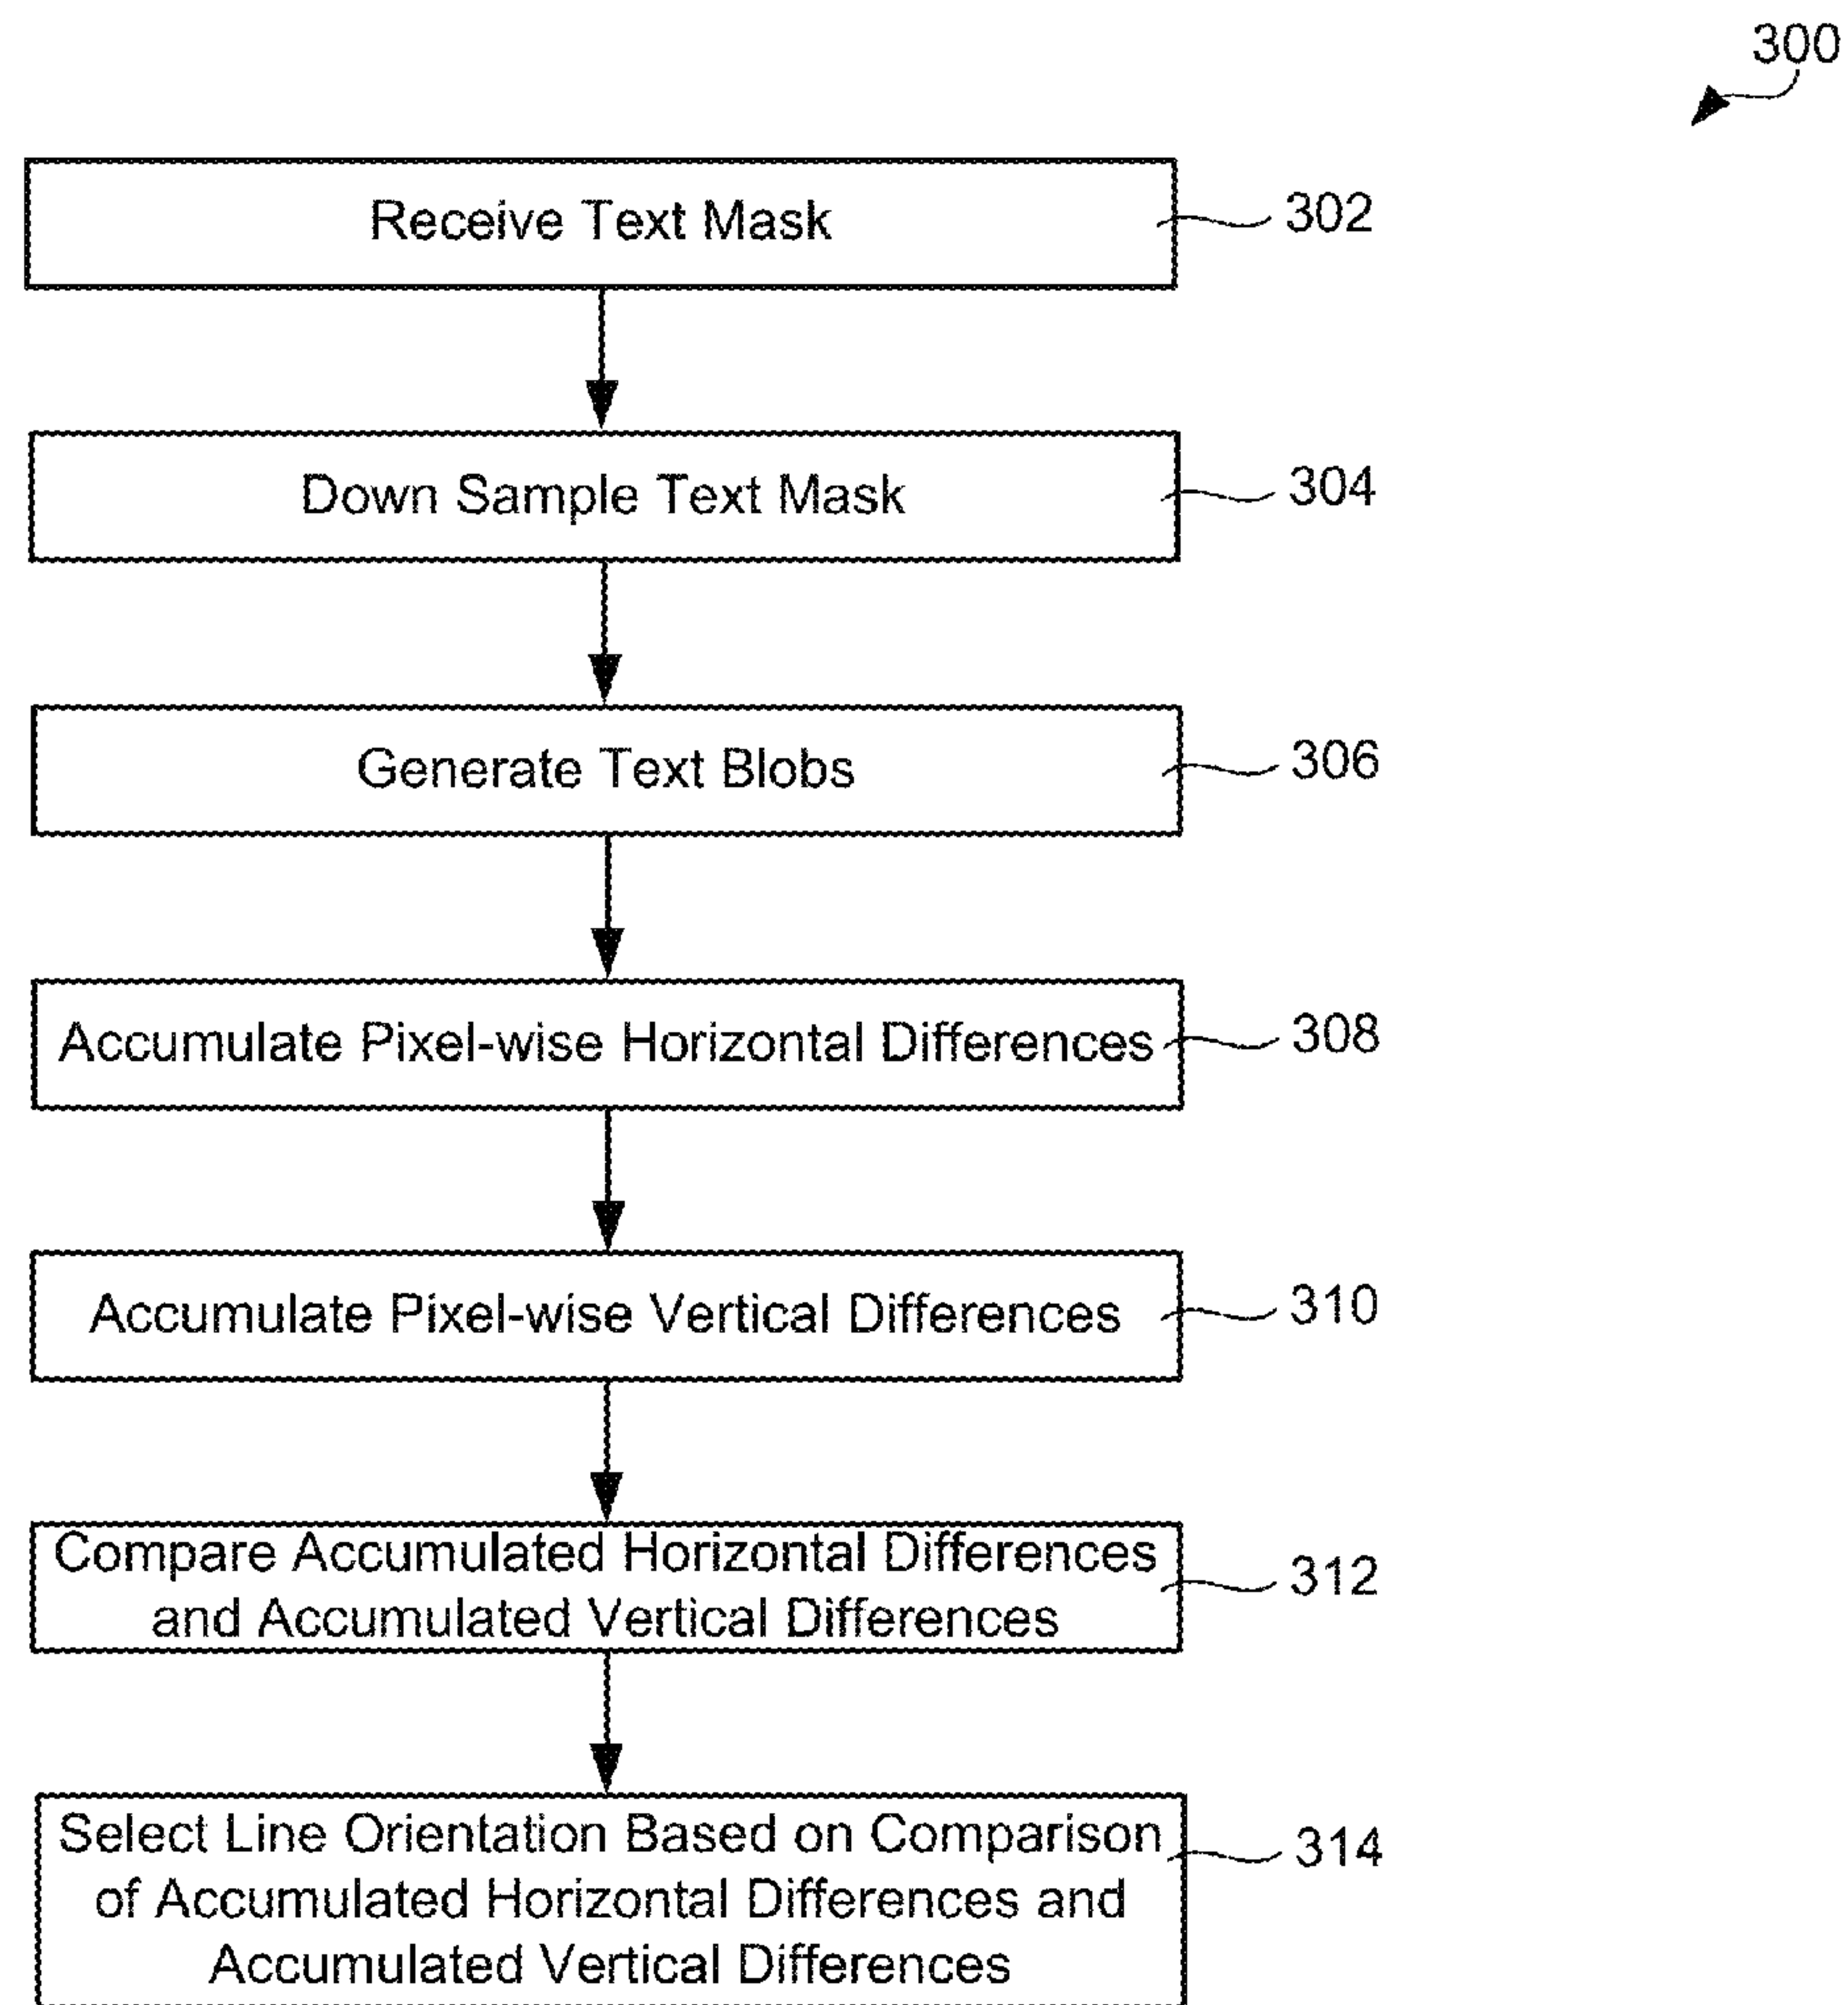 300
Receive Text Mask
302
Down Sample Text Mask
304
Generate Text Blobs
306
Accumulate Pixel-wise Horizontal Differences
308
Accumulate Pixel-wise Vertical Differences
310
Compare Accumulated Horizontal Differences
and Accumulated Vertical Differences
312
Select Line Orientation Based on Comparison
of Accumulated Horizontal Differences and
Accumulated Vertical Differences
314